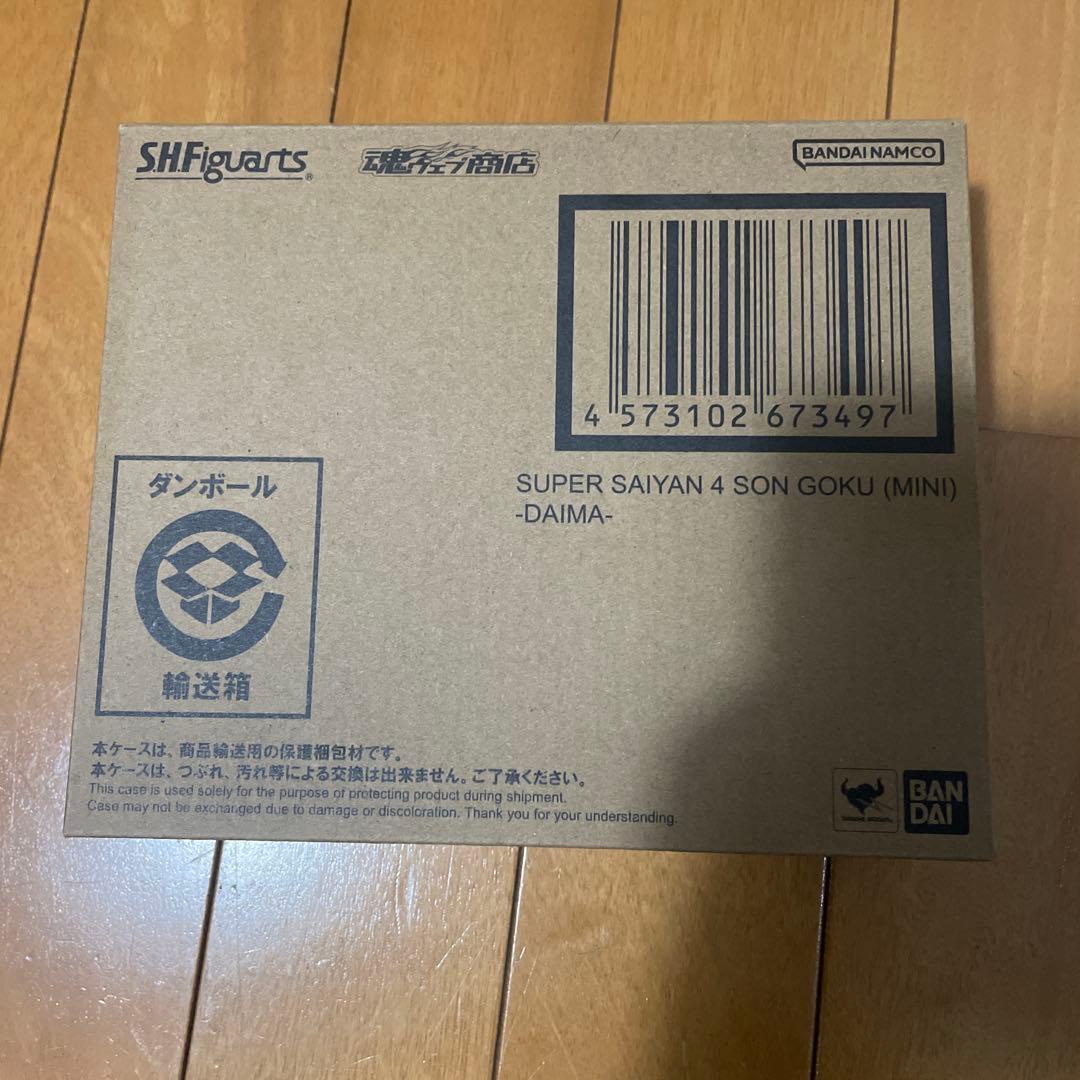 S.H.Figuarts®
魂ウェブ商店
BANDAI NAMCO
4 573102 673497
SUPER SAIYAN 4 SON GOKU (MINI)
-DAIMA-
ダンボール
輸送箱
本ケースは、商品輸送用の保護梱包材です。
本ケースは、つぶれ、汚れ等による交換は出来ません。ご了承ください。
This case is used solely for the purpose of protecting product during shipment.
Case may not be exchanged due to damage or discoloration. Thank you for your understanding.
BAN
DAI